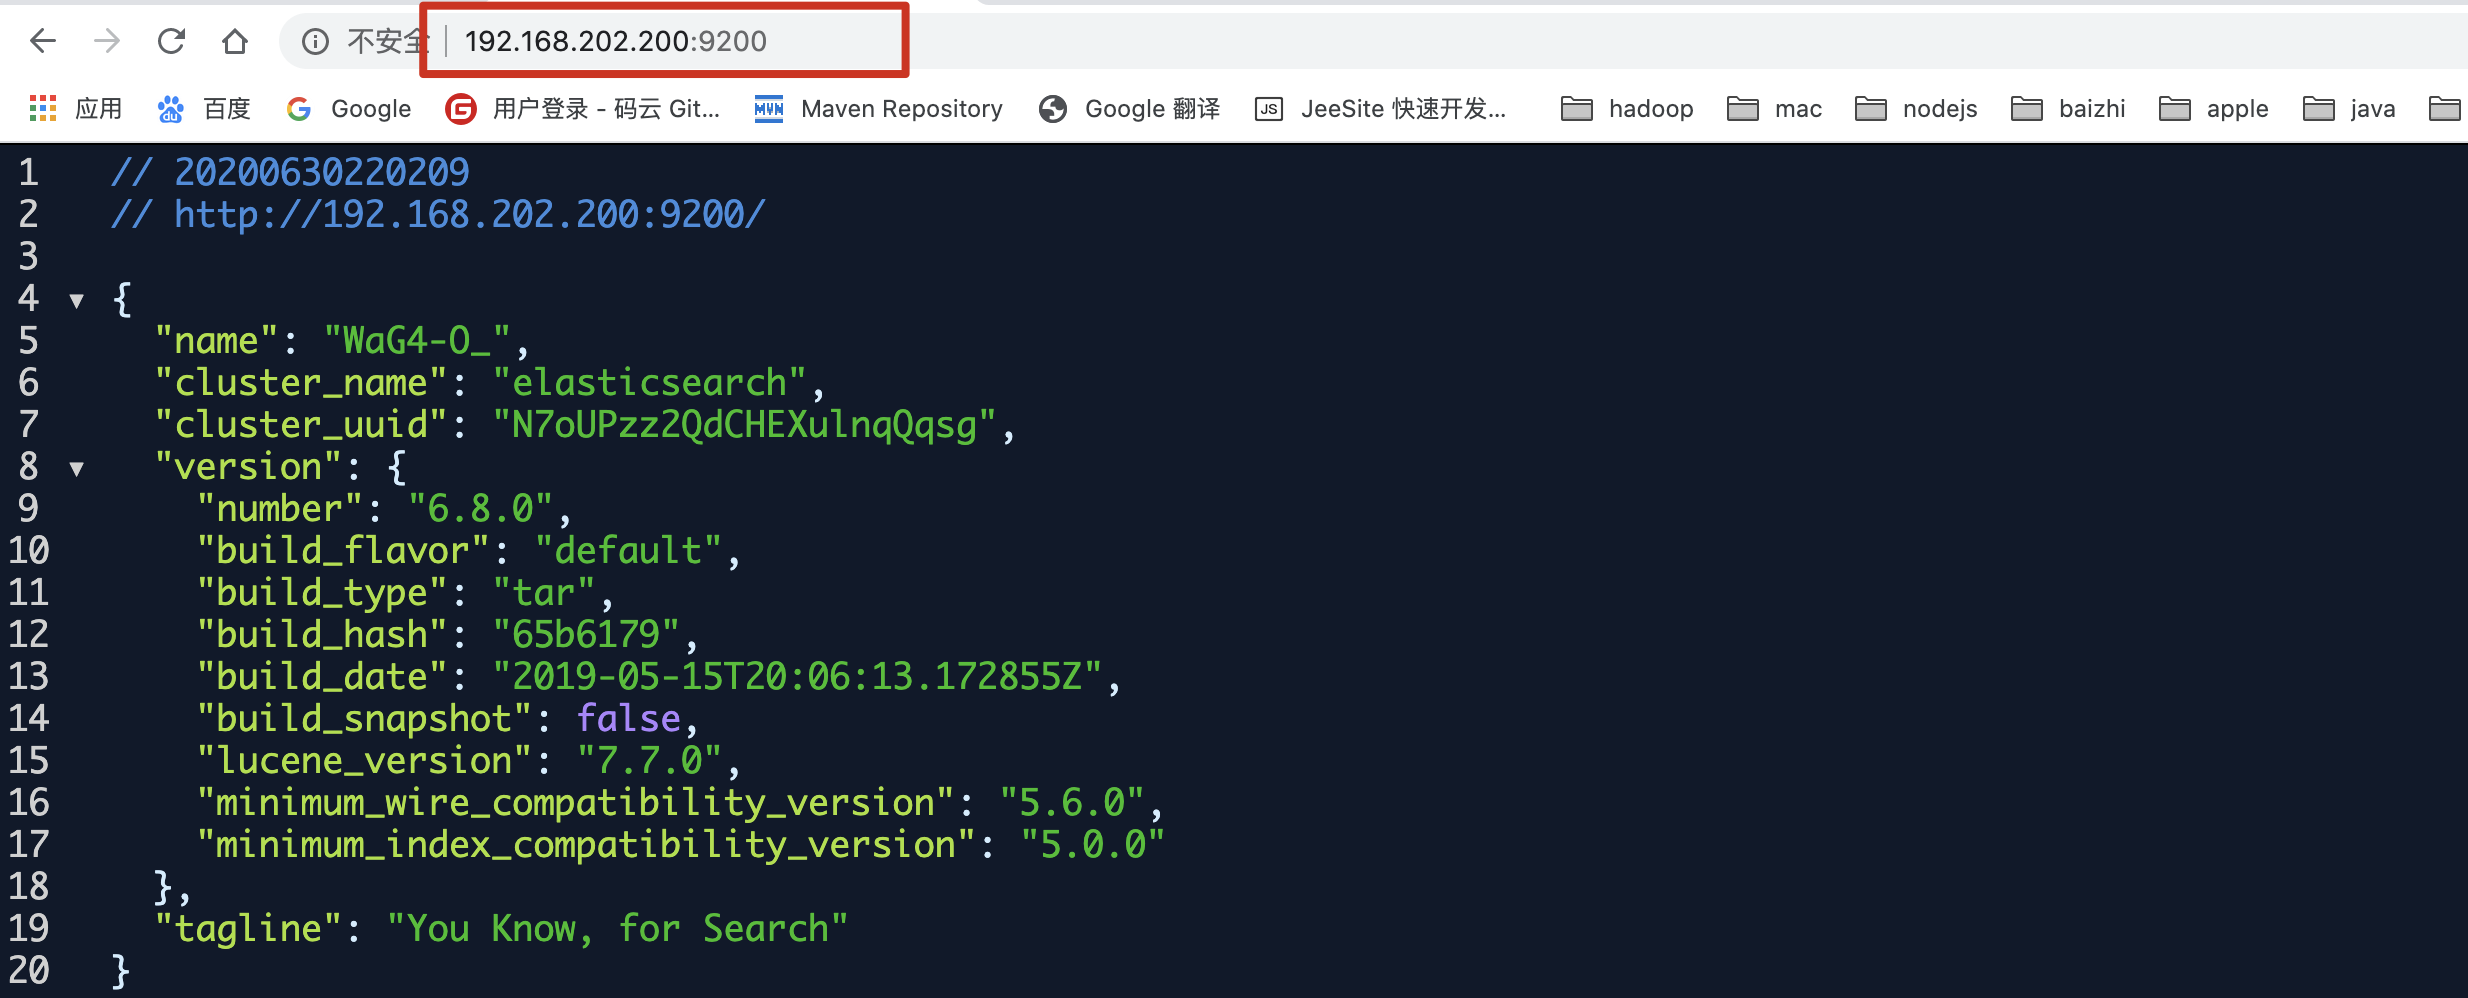 不安全 192.168.202.200:9200
应用 百度 Google 用户登录 - 码云 Git... MVN Maven Repository Google 翻译 JS JeeSite 快速开发... hadoop mac nodejs baizhi apple java
1 // 20200630220209
2 // http://192.168.202.200:9200/
3
4 ▼ {
5 "name": "WaG4-O_",
6 "cluster_name": "elasticsearch",
7 "cluster_uuid": "N7oUPzz2QdCHEXulnqQqsg",
8 ▼ "version": {
9 "number": "6.8.0",
10 "build_flavor": "default",
11 "build_type": "tar",
12 "build_hash": "65b6179",
13 "build_date": "2019-05-15T20:06:13.172855Z",
14 "build_snapshot": false,
15 "lucene_version": "7.7.0",
16 "minimum_wire_compatibility_version": "5.6.0",
17 "minimum_index_compatibility_version": "5.0.0"
18 },
19 "tagline": "You Know, for Search"
20 }